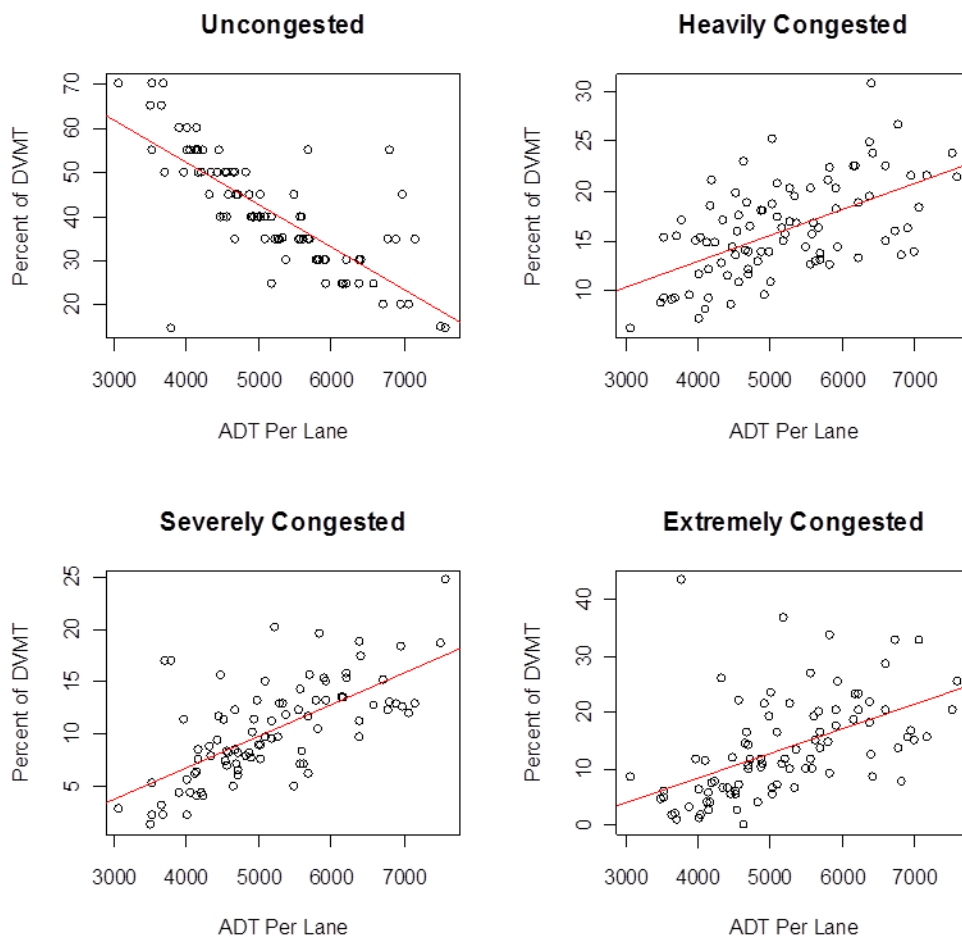 Uncongested
Percent of DVMT
70
60
50
40
30
20
3000 4000 5000 6000 7000
ADT Per Lane
Heavily Congested
Percent of DVMT
30
25
20
15
10
3000 4000 5000 6000 7000
ADT Per Lane
Severely Congested
Percent of DVMT
25
20
15
10
5
3000 4000 5000 6000 7000
ADT Per Lane
Extremely Congested
Percent of DVMT
40
30
20
10
0
3000 4000 5000 6000 7000
ADT Per Lane